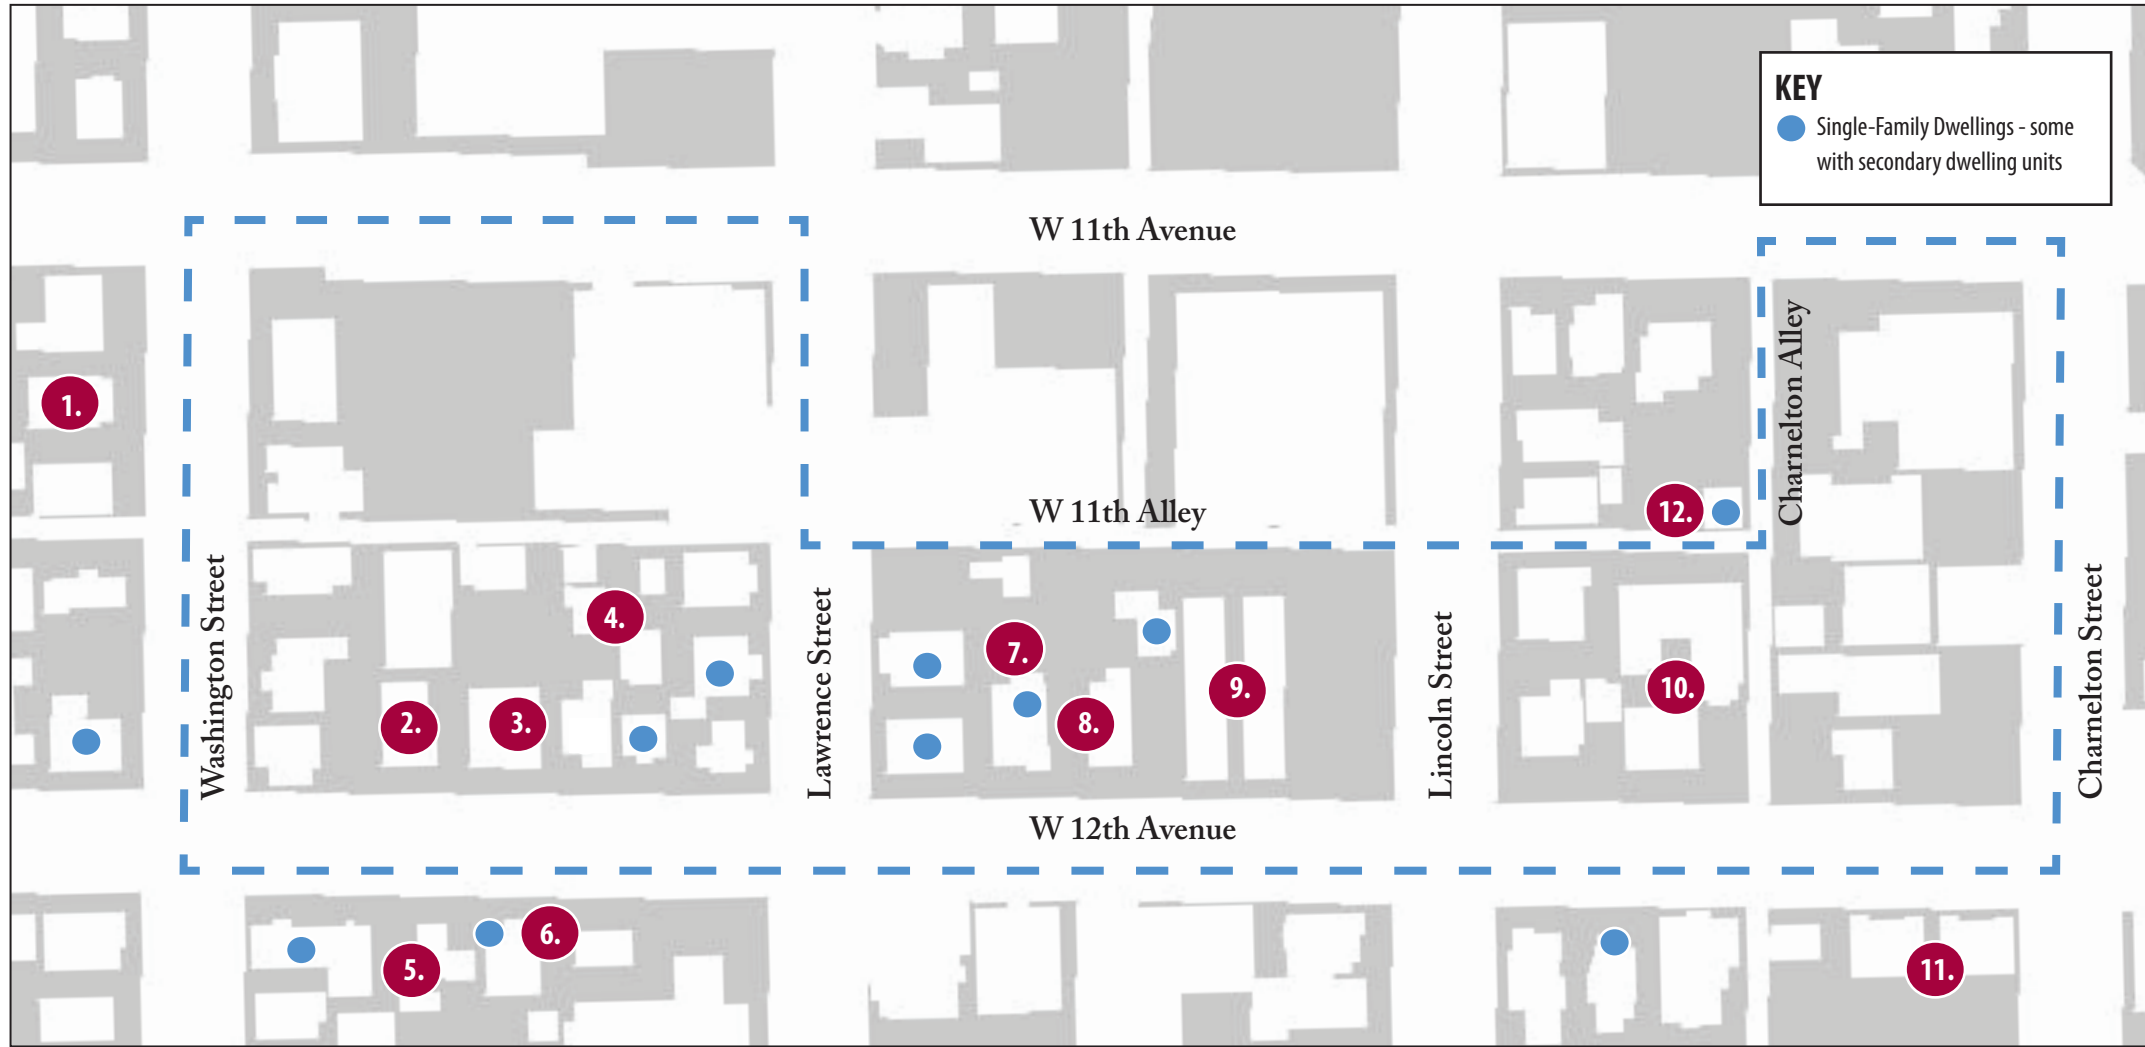 KEY
Single-Family Dwellings - some
with secondary dwelling units
W 11th Avenue
Charnelton Alley
1.
W 11th Alley
12.
Washington Street
Lawrence Street
Lincoln Street
Charnelton Street
4.
7.
2.
3.
8.
9.
10.
W 12th Avenue
5.
6.
11.